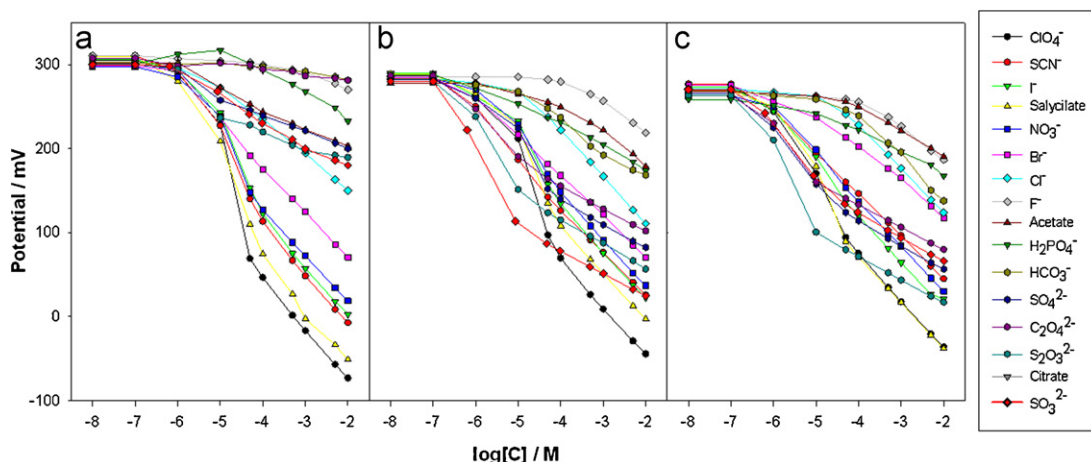 a
b
c
Potential / mV
300
200
100
0
-100
-8 -7 -6 -5 -4 -3 -2
-8 -7 -6 -5 -4 -3 -2
-8 -7 -6 -5 -4 -3 -2
log[C] / M
ClO₄⁻
SCN⁻
I⁻
Salicylate
NO₃⁻
Br⁻
Cl⁻
F⁻
Acetate
H₂PO₄⁻
HCO₃⁻
SO₄²⁻
C₂O₄²⁻
S₂O₃²⁻
Citrate
SO₃²⁻